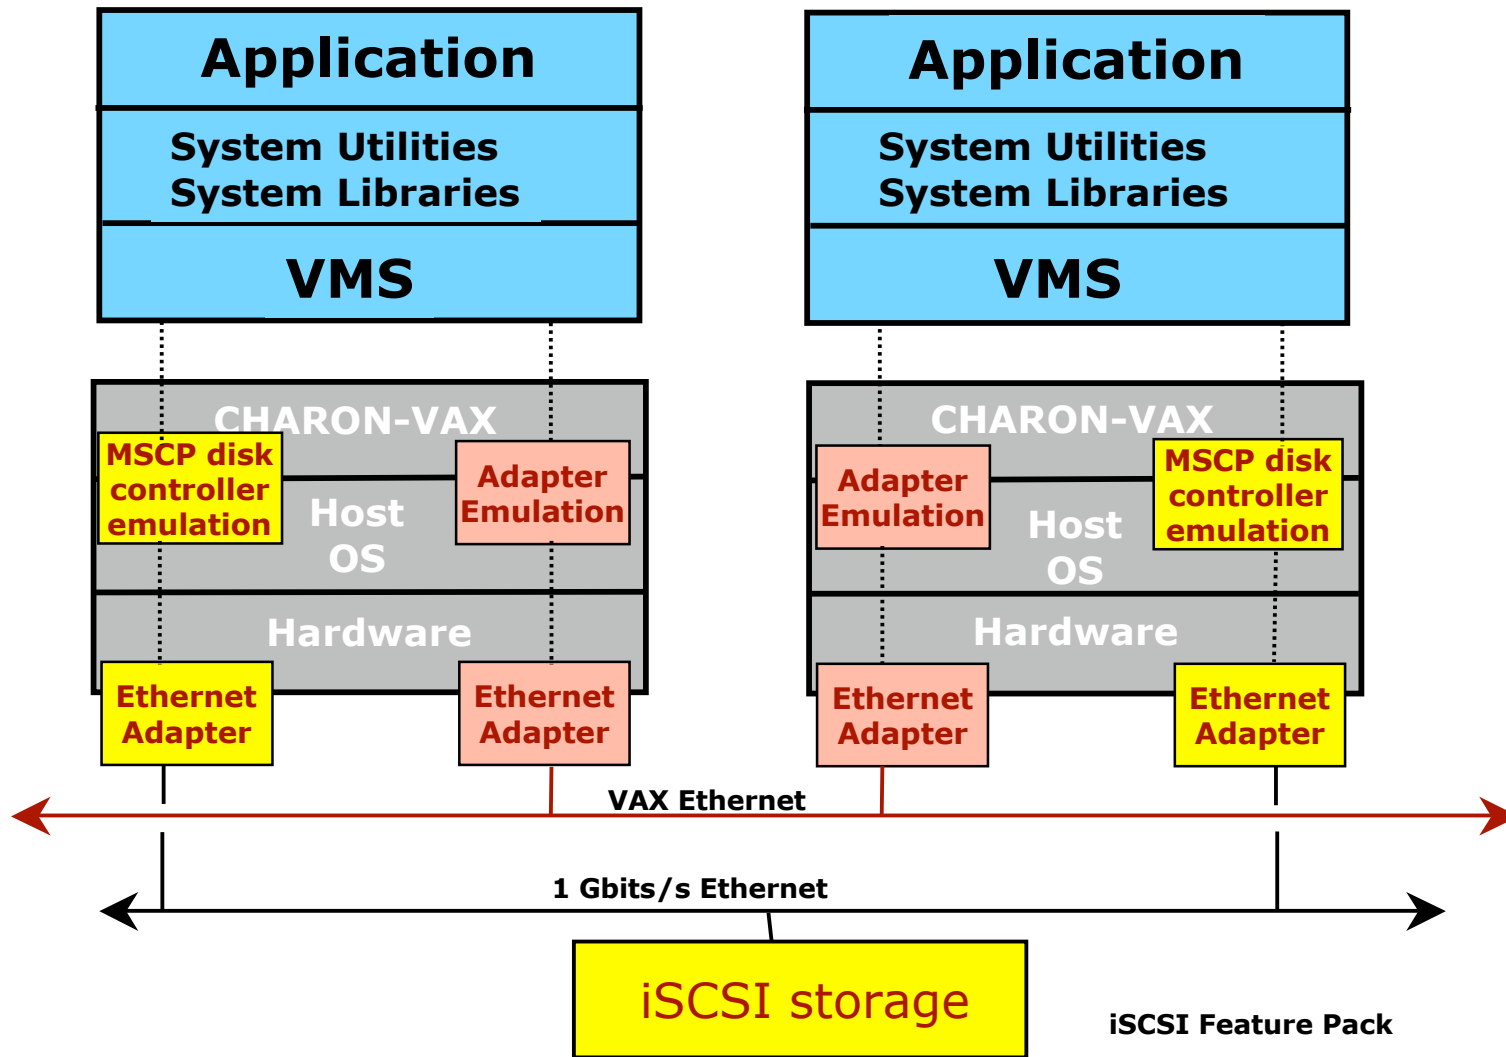 Application
System Utilities
System Libraries
VMS
CHARON-VAX
MSCP disk
controller
emulation
Adapter
Emulation
Host
OS
Hardware
Ethernet
Adapter
Ethernet
Adapter
Application
System Utilities
System Libraries
VMS
CHARON-VAX
Adapter
Emulation
MSCP disk
controller
emulation
Host
OS
Hardware
Ethernet
Adapter
Ethernet
Adapter
VAX Ethernet
1 Gbits/s Ethernet
iSCSI storage
iSCSI Feature Pack